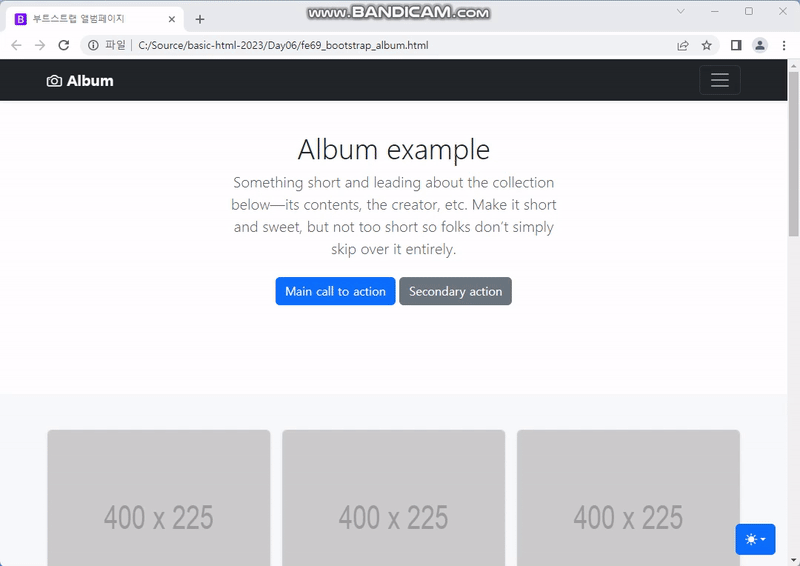 www.BANDICAM.com
부트스트랩 앨범페이지
파일
C:/Source/basic-html-2023/Day06/fe69_bootstrap_album.html
Album
Album example
Something short and leading about the collection
below—its contents, the creator, etc. Make it short
and sweet, but not too short so folks don't simply
skip over it entirely.
Main call to action
Secondary action
400 x 225
400 x 225
400 x 225